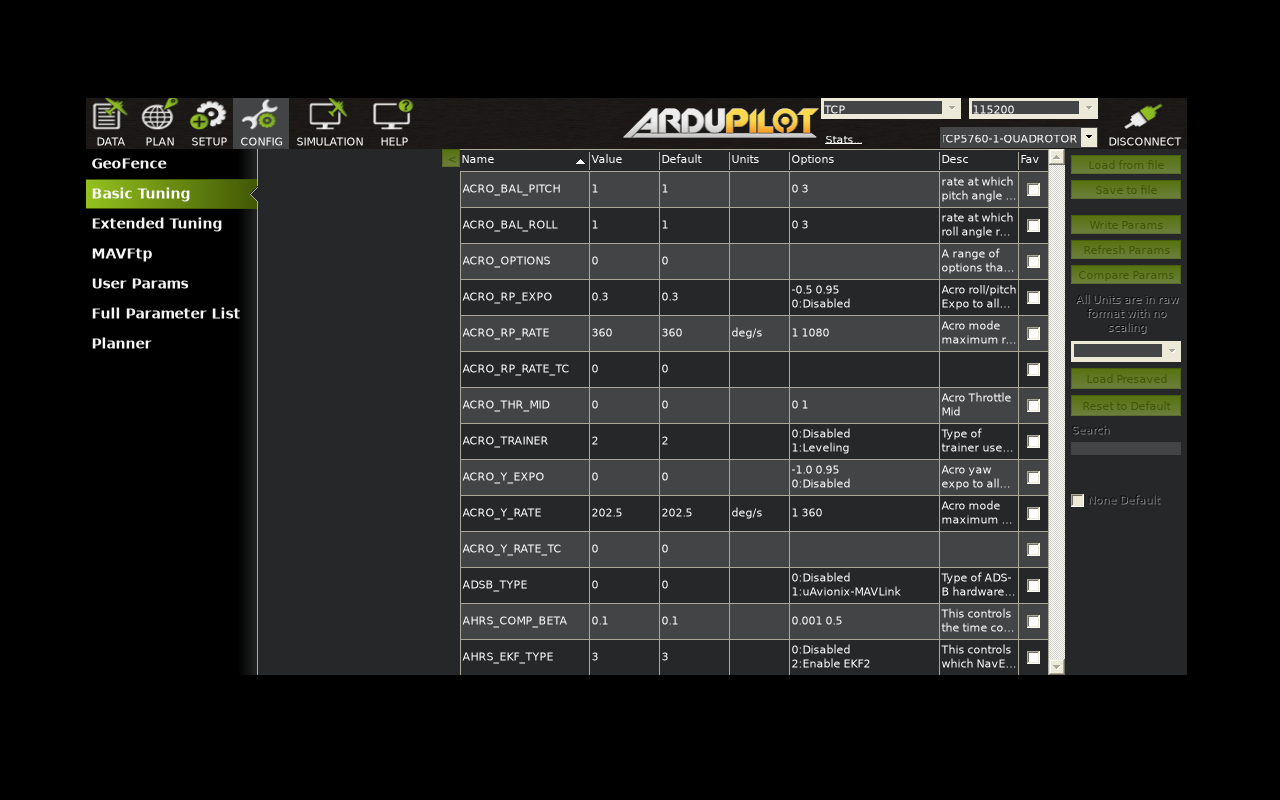 DATA PLAN SETUP CONFIG SIMULATION HELP
ARDUPILOT
TCP 115200
Stats... TCP5760-1-QUADROTOR DISCONNECT
GeoFence
Basic Tuning
Extended Tuning
MAVFtp
User Params
Full Parameter List
Planner
<
Name Value Default Units Options Desc Fav
ACRO_BAL_PITCH 1 1 0 3 rate at which
pitch angle ...
ACRO_BAL_ROLL 1 1 0 3 rate at which
roll angle r...
ACRO_OPTIONS 0 0 A range of
options tha...
ACRO_RP_EXPO 0.3 0.3 -0.5 0.95 Acro roll/pitch
0:Disabled Expo to all...
ACRO_RP_RATE 360 360 deg/s 1 1080 Acro mode
maximum r...
ACRO_RP_RATE_TC 0 0
ACRO_THR_MID 0 0 0 1 Acro Throttle
Mid
ACRO_TRAINER 2 2 0:Disabled Type of
1:Leveling trainer use...
ACRO_Y_EXPO 0 0 -1.0 0.95 Acro yaw
0:Disabled expo to all...
ACRO_Y_RATE 202.5 202.5 deg/s 1 360 Acro mode
maximum ...
ACRO_Y_RATE_TC 0 0
ADSB_TYPE 0 0 0:Disabled Type of ADS-
1:uAvionix-MAVLink B hardware...
AHRS_COMP_BETA 0.1 0.1 0.001 0.5 This controls
the time co...
AHRS_EKF_TYPE 3 3 0:Disabled This controls
2:Enable EKF2 which NavE...
Load from file
Save to file
Write Params
Refresh Params
Compare Params
All Units are in raw
format with no
scaling
Load Presaved
Reset to Default
Search
None Default